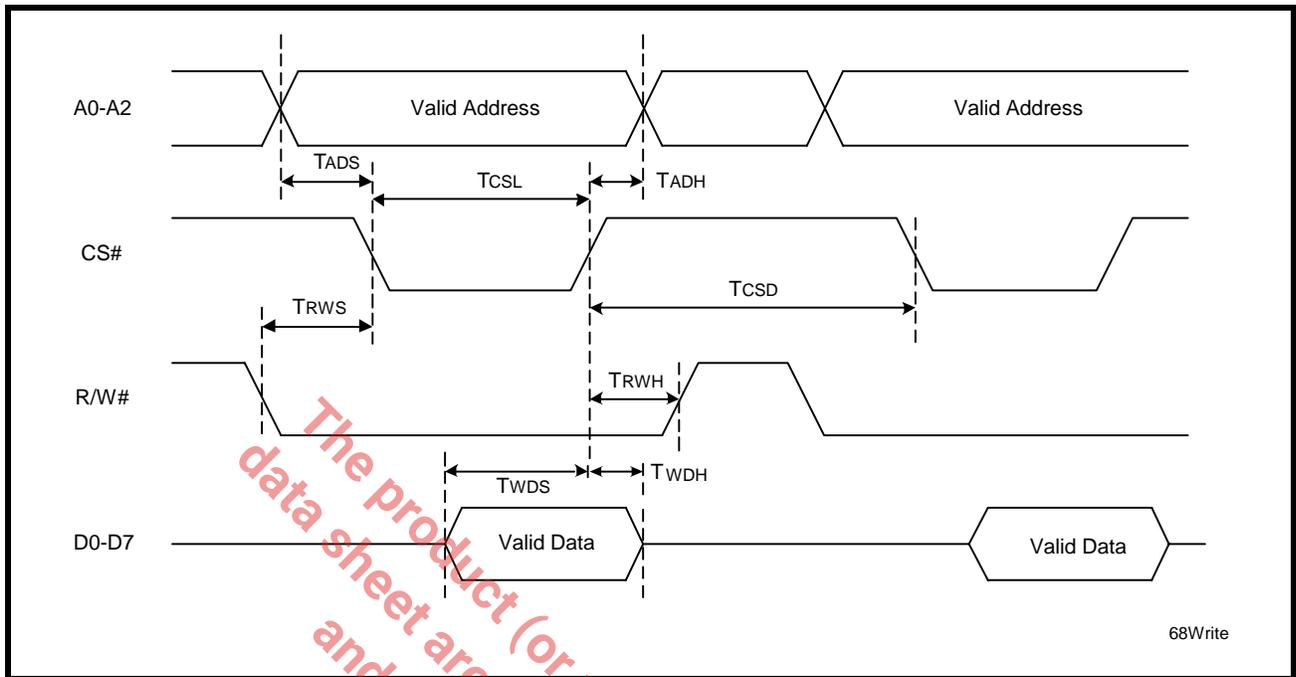 A0-A2
Valid Address
Valid Address
TADS
TCSL
TADH
CS#
TCSD
TRWS
R/W#
TRWH
TWDS
TWDH
D0-D7
Valid Data
Valid Data
68Write
The product (or
data sheet are
and